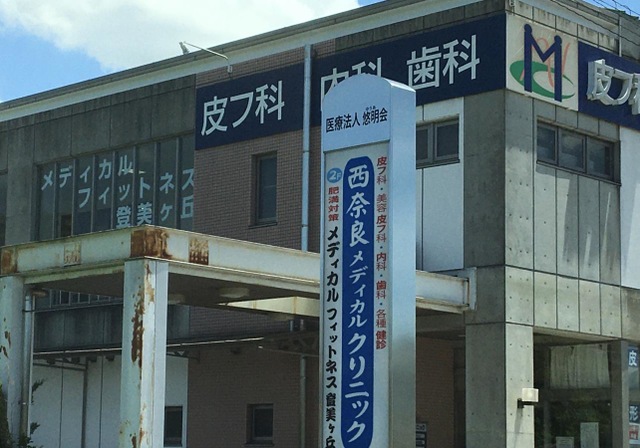 皮フ科 内科 歯科
M
皮フ科
メディカル
フィットネス
登美ヶ丘
医療法人 悠明会
皮フ科・美容皮フ科・内科・歯科・各種健診
西奈良メディカルクリニック
2F
肥満対策
メディカルフィットネス登美ヶ丘
皮